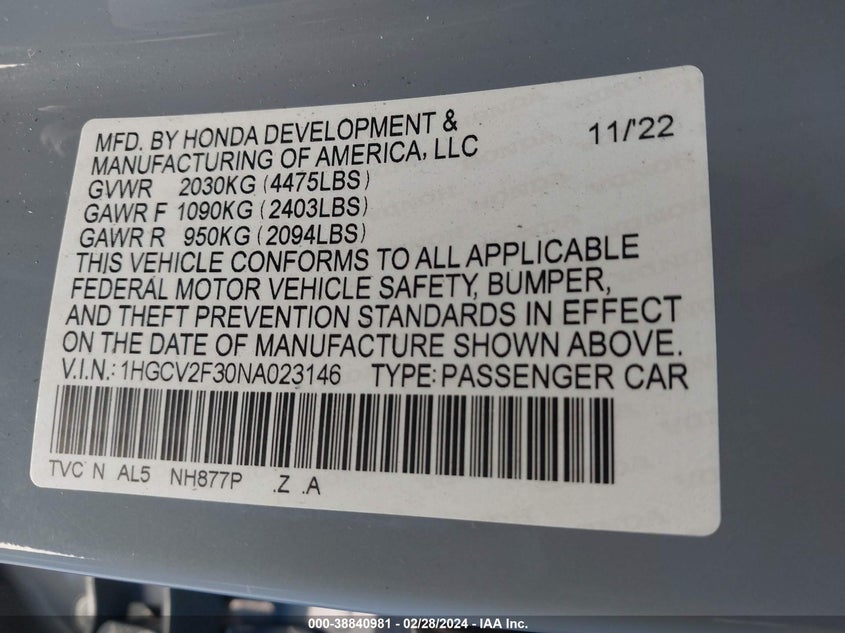 MFD. BY HONDA DEVELOPMENT & 11/'22
MANUFACTURING OF AMERICA, LLC
GVWR 2030KG (4475LBS)
GAWR F 1090KG (2403LBS)
GAWR R 950KG (2094LBS)
THIS VEHICLE CONFORMS TO ALL APPLICABLE
FEDERAL MOTOR VEHICLE SAFETY, BUMPER,
AND THEFT PREVENTION STANDARDS IN EFFECT
ON THE DATE OF MANUFACTURE SHOWN ABOVE.
V.I.N.: 1HGCV2F30NA023146 TYPE: PASSENGER CAR
TVC N AL5 NH877P .Z .A
000-38840981 - 02/28/2024 - IAA Inc.